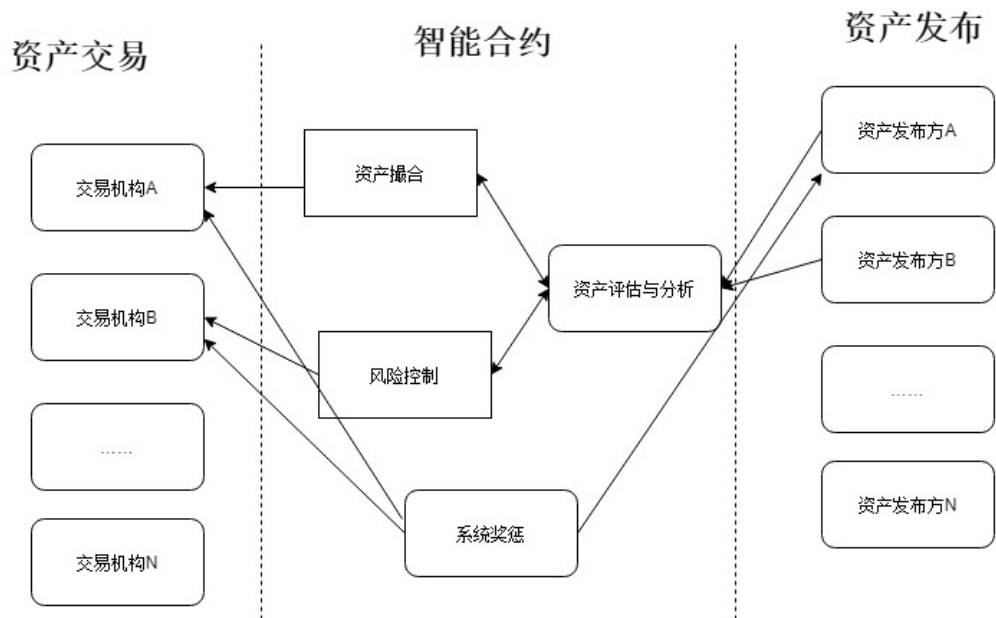 资产交易
智能合约
资产发布
交易机构A
交易机构B
……
交易机构N
资产撮合
风险控制
资产评估与分析
系统奖惩
资产发布方A
资产发布方B
……
资产发布方N